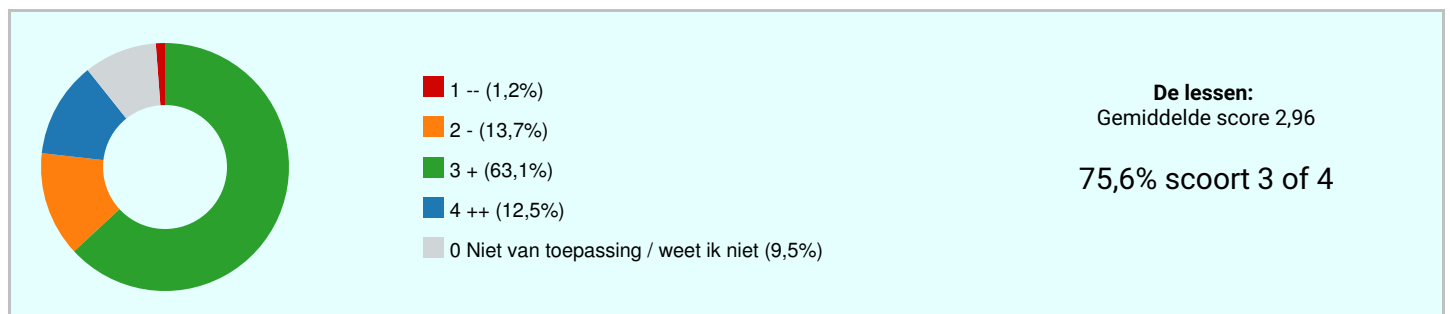 1 -- (1,2%)
2 - (13,7%)
3 + (63,1%)
4 ++ (12,5%)
0 Niet van toepassing / weet ik niet (9,5%)
De lessen:
Gemiddelde score 2,96
75,6% scoort 3 of 4